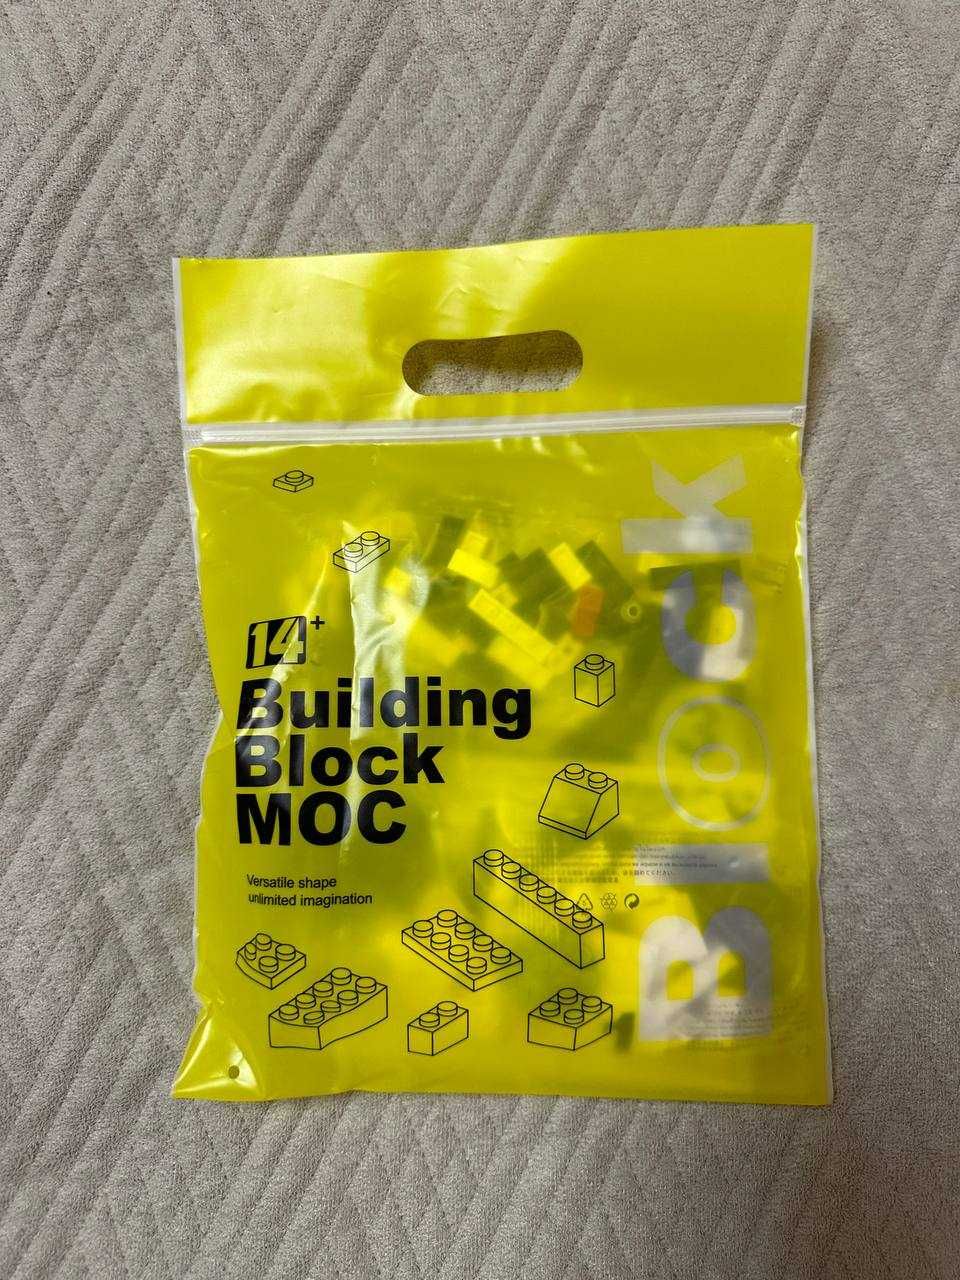 14+
Building
Block
MOC
Versatile shape
unlimited imagination
Block